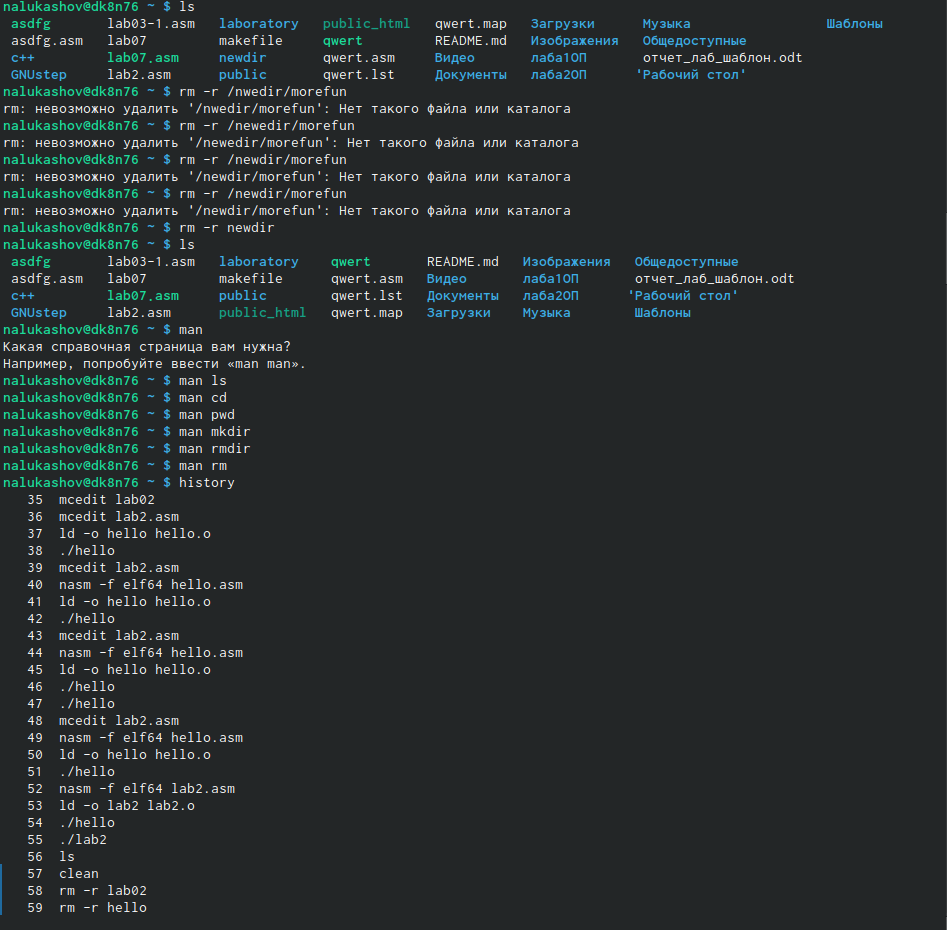 nalukashov@dk8n76 ~ $ ls
asdfg lab03-1.asm laboratory public_html qwert.map Загрузки Музыка Шаблоны
asdfg.asm lab07 makefile qwert README.md Изображения Общедоступные
c++ lab07.asm newdir qwert.asm Видео лаба1ОП отчет_лаб_шаблон.odt
GNUstep lab2.asm public qwert.lst Документы лаба2ОП 'Рабочий стол'
nalukashov@dk8n76 ~ $ rm -r /nwedir/morefun
rm: невозможно удалить '/nwedir/morefun': Нет такого файла или каталога
nalukashov@dk8n76 ~ $ rm -r /newedir/morefun
rm: невозможно удалить '/newedir/morefun': Нет такого файла или каталога
nalukashov@dk8n76 ~ $ rm -r /newdir/morefun
rm: невозможно удалить '/newdir/morefun': Нет такого файла или каталога
nalukashov@dk8n76 ~ $ rm -r /newdir/morefun
rm: невозможно удалить '/newdir/morefun': Нет такого файла или каталога
nalukashov@dk8n76 ~ $ rm -r newdir
nalukashov@dk8n76 ~ $ ls
asdfg lab03-1.asm laboratory qwert README.md Изображения Общедоступные
asdfg.asm lab07 makefile qwert.asm Видео лаба1ОП отчет_лаб_шаблон.odt
c++ lab07.asm public qwert.lst Документы лаба2ОП 'Рабочий стол'
GNUstep lab2.asm public_html qwert.map Загрузки Музыка Шаблоны
nalukashov@dk8n76 ~ $ man
Какая справочная страница вам нужна?
Например, попробуйте ввести «man man».
nalukashov@dk8n76 ~ $ man ls
nalukashov@dk8n76 ~ $ man cd
nalukashov@dk8n76 ~ $ man pwd
nalukashov@dk8n76 ~ $ man mkdir
nalukashov@dk8n76 ~ $ man rmdir
nalukashov@dk8n76 ~ $ man rm
nalukashov@dk8n76 ~ $ history
35 mcedit lab02
36 mcedit lab2.asm
37 ld -o hello hello.o
38 ./hello
39 mcedit lab2.asm
40 nasm -f elf64 hello.asm
41 ld -o hello hello.o
42 ./hello
43 mcedit lab2.asm
44 nasm -f elf64 hello.asm
45 ld -o hello hello.o
46 ./hello
47 ./hello
48 mcedit lab2.asm
49 nasm -f elf64 hello.asm
50 ld -o hello hello.o
51 ./hello
52 nasm -f elf64 lab2.asm
53 ld -o lab2 lab2.o
54 ./hello
55 ./lab2
56 ls
57 clean
58 rm -r lab02
59 rm -r hello